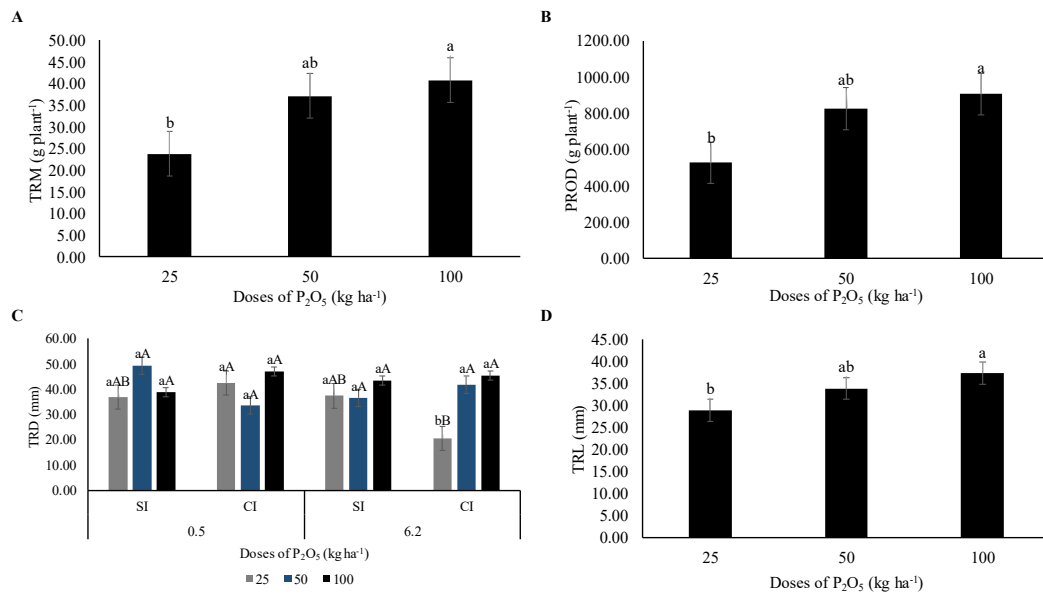 A
50.00
45.00
40.00
35.00
30.00
25.00
20.00
15.00
10.00
5.00
0.00
TRM (g plant⁻¹)
b
ab
a
25 50 100
Doses of P₂O₅ (kg ha⁻¹)
B
1200.00
1000.00
800.00
600.00
400.00
200.00
0.00
PROD (g plant⁻¹)
b
ab
a
25 50 100
Doses of P₂O₅ (kg ha⁻¹)
C
60.00
50.00
40.00
30.00
20.00
10.00
0.00
TRD (mm)
aAB aA aA aA aA aA aAB aA aA bB aA aA
SI CI SI CI
0.5 6.2
Doses of P₂O₅ (kg ha⁻¹)
25 50 100
D
45.00
40.00
35.00
30.00
25.00
20.00
15.00
10.00
5.00
0.00
TRL (mm)
b
ab
a
25 50 100
Doses of P₂O₅ (kg ha⁻¹)